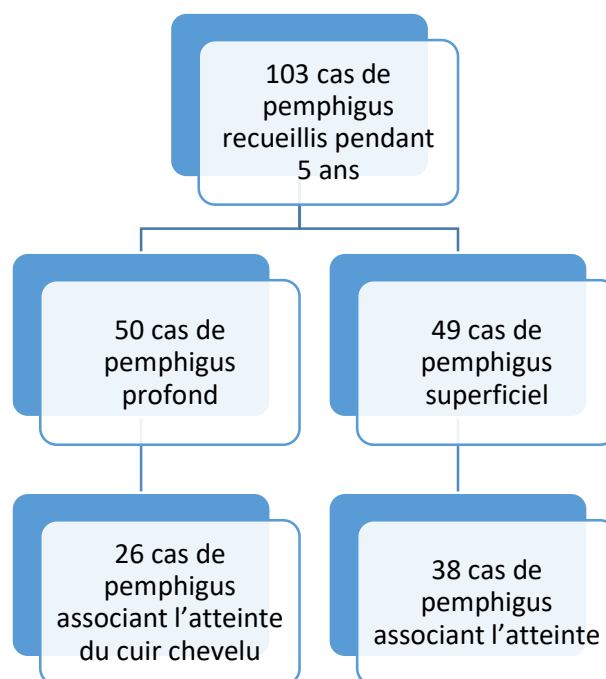 103 cas de
pemphigus
recueillis pendant
5 ans
50 cas de
pemphigus
profond
49 cas de
pemphigus
superficiel
26 cas de
pemphigus
associant l’atteinte
du cuir chevelu
38 cas de
pemphigus
associant l’atteinte